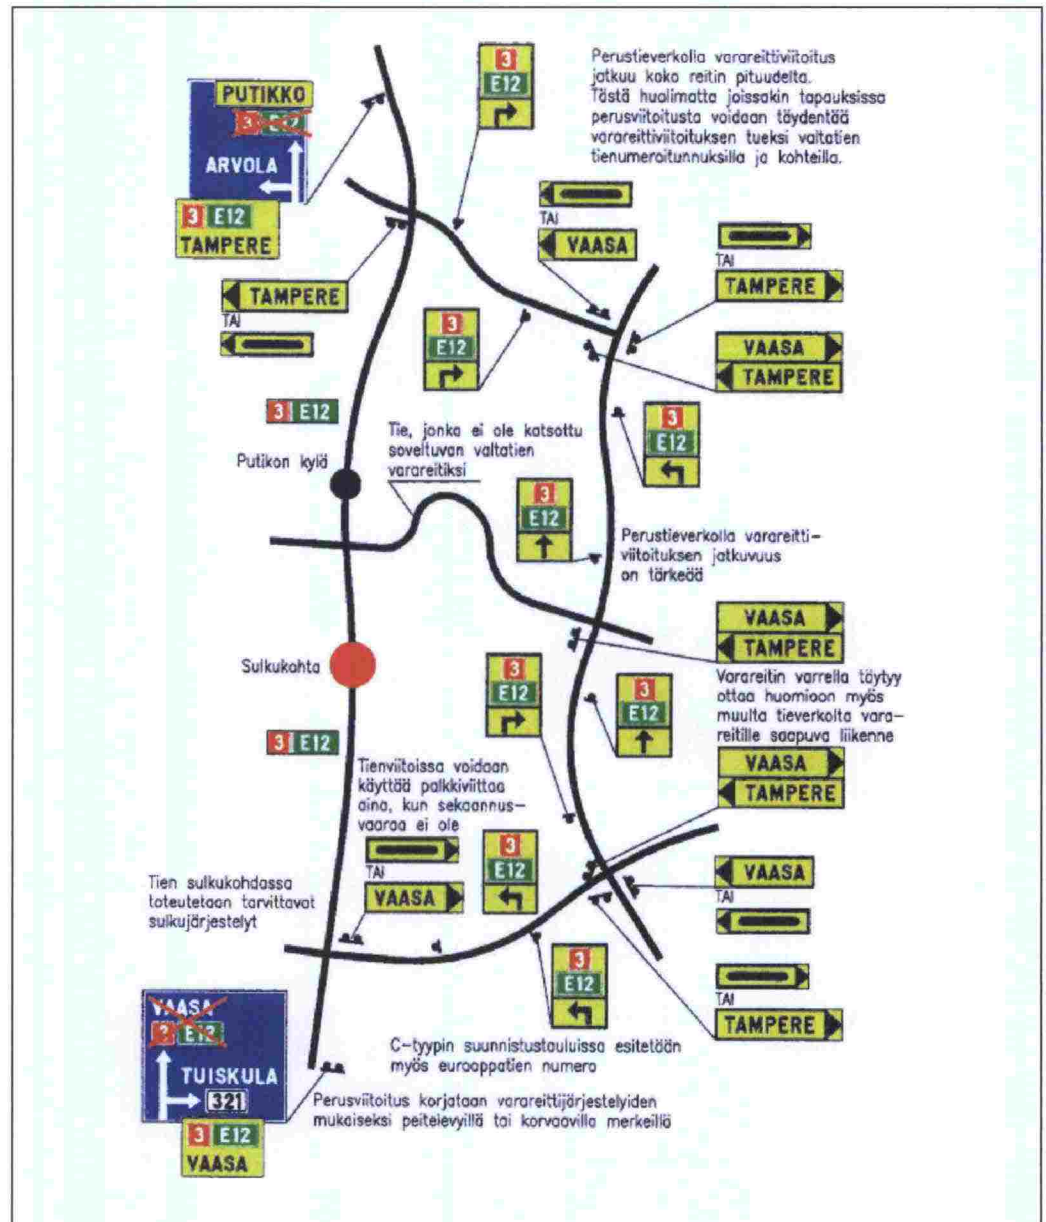 3
E12
Perustieverkolla varareittiviitoitus
jatkuu koko reitin pituudelta.
Tästä huolimatta joissakin tapauksissa
perusviitoitusta voidaan täydentää
varareittiviitoituksen tueksi valtatien
tienumerotunnuksilla ja kohteilla.
PUTIKKO
3 E12
ARVOLA
3 E12
TAMPERE
TAI
VAASA
TAI
TAMPERE
TAMPERE
TAI
3
E12
VAASA
TAMPERE
3 E12
Tie, jonka ei ole katsottu
soveltuvan valtatien
varareitiksi
3
E12
Putikon kylä
3
E12
Perustieverkolla varareitti-
viitoituksen jatkuvuus
on tärkeää
VAASA
TAMPERE
Sulkukohta
3
E12
3
E12
Varareitin varrella täytyy
ottaa huomioon myös
muulta tieverkolta vara-
reitille saapuva liikenne
3 E12
VAASA
TAMPERE
Tienviitoissa voidaan
käyttää palkkiviittaa
aina, kun sekaannus-
vaaraa ei ole
TAI
VAASA
3
E12
VAASA
TAI
Tien sulkukohdassa
toteutetaan tarvittavat
sulkujärjestelyt
3
E12
TAI
TAMPERE
VAASA
3 E12
TUISKULA
321
C-tyypin suunnistustauluissa esitetään
myös eurooppatien numero
Perusviitoitus korjataan varareittijärjestelyiden
mukaiseksi peitelevyillä tai korvaavilla merkeillä
3 E12
VAASA